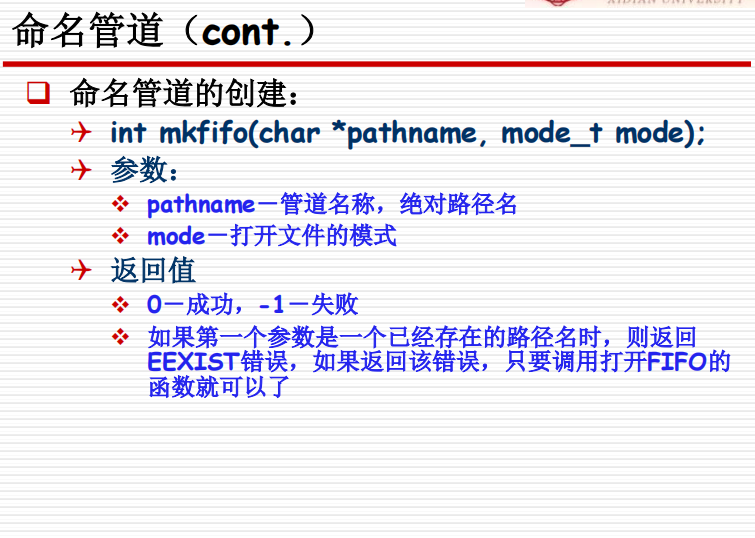 XIDIAN UNIVERSITY
命名管道（cont.）
命名管道的创建：
int mkfifo(char *pathname, mode_t mode);
参数：
pathname－管道名称，绝对路径名
mode－打开文件的模式
返回值
0－成功，-1－失败
如果第一个参数是一个已经存在的路径名时，则返回
EEXIST错误，如果返回该错误，只要调用打开FIFO的
函数就可以了